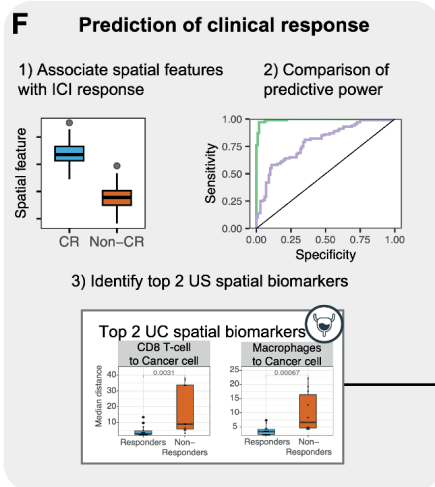 F Prediction of clinical response
1) Associate spatial features
with ICI response
2) Comparison of
predictive power
Spatial feature
CR Non−CR
1.00
0.75
0.50
0.25
0.00
Sensitivity
0.00 0.25 0.50 0.75 1.00
Specificity
3) Identify top 2 US spatial biomarkers
Top 2 UC spatial biomarkers
CD8 T-cell
to Cancer cell
Median distance
40
30
20
10
0.0031
Responders Non−
Responders
Macrophages
to Cancer cell
25
20
15
10
5
0.00067
Responders Non−
Responders